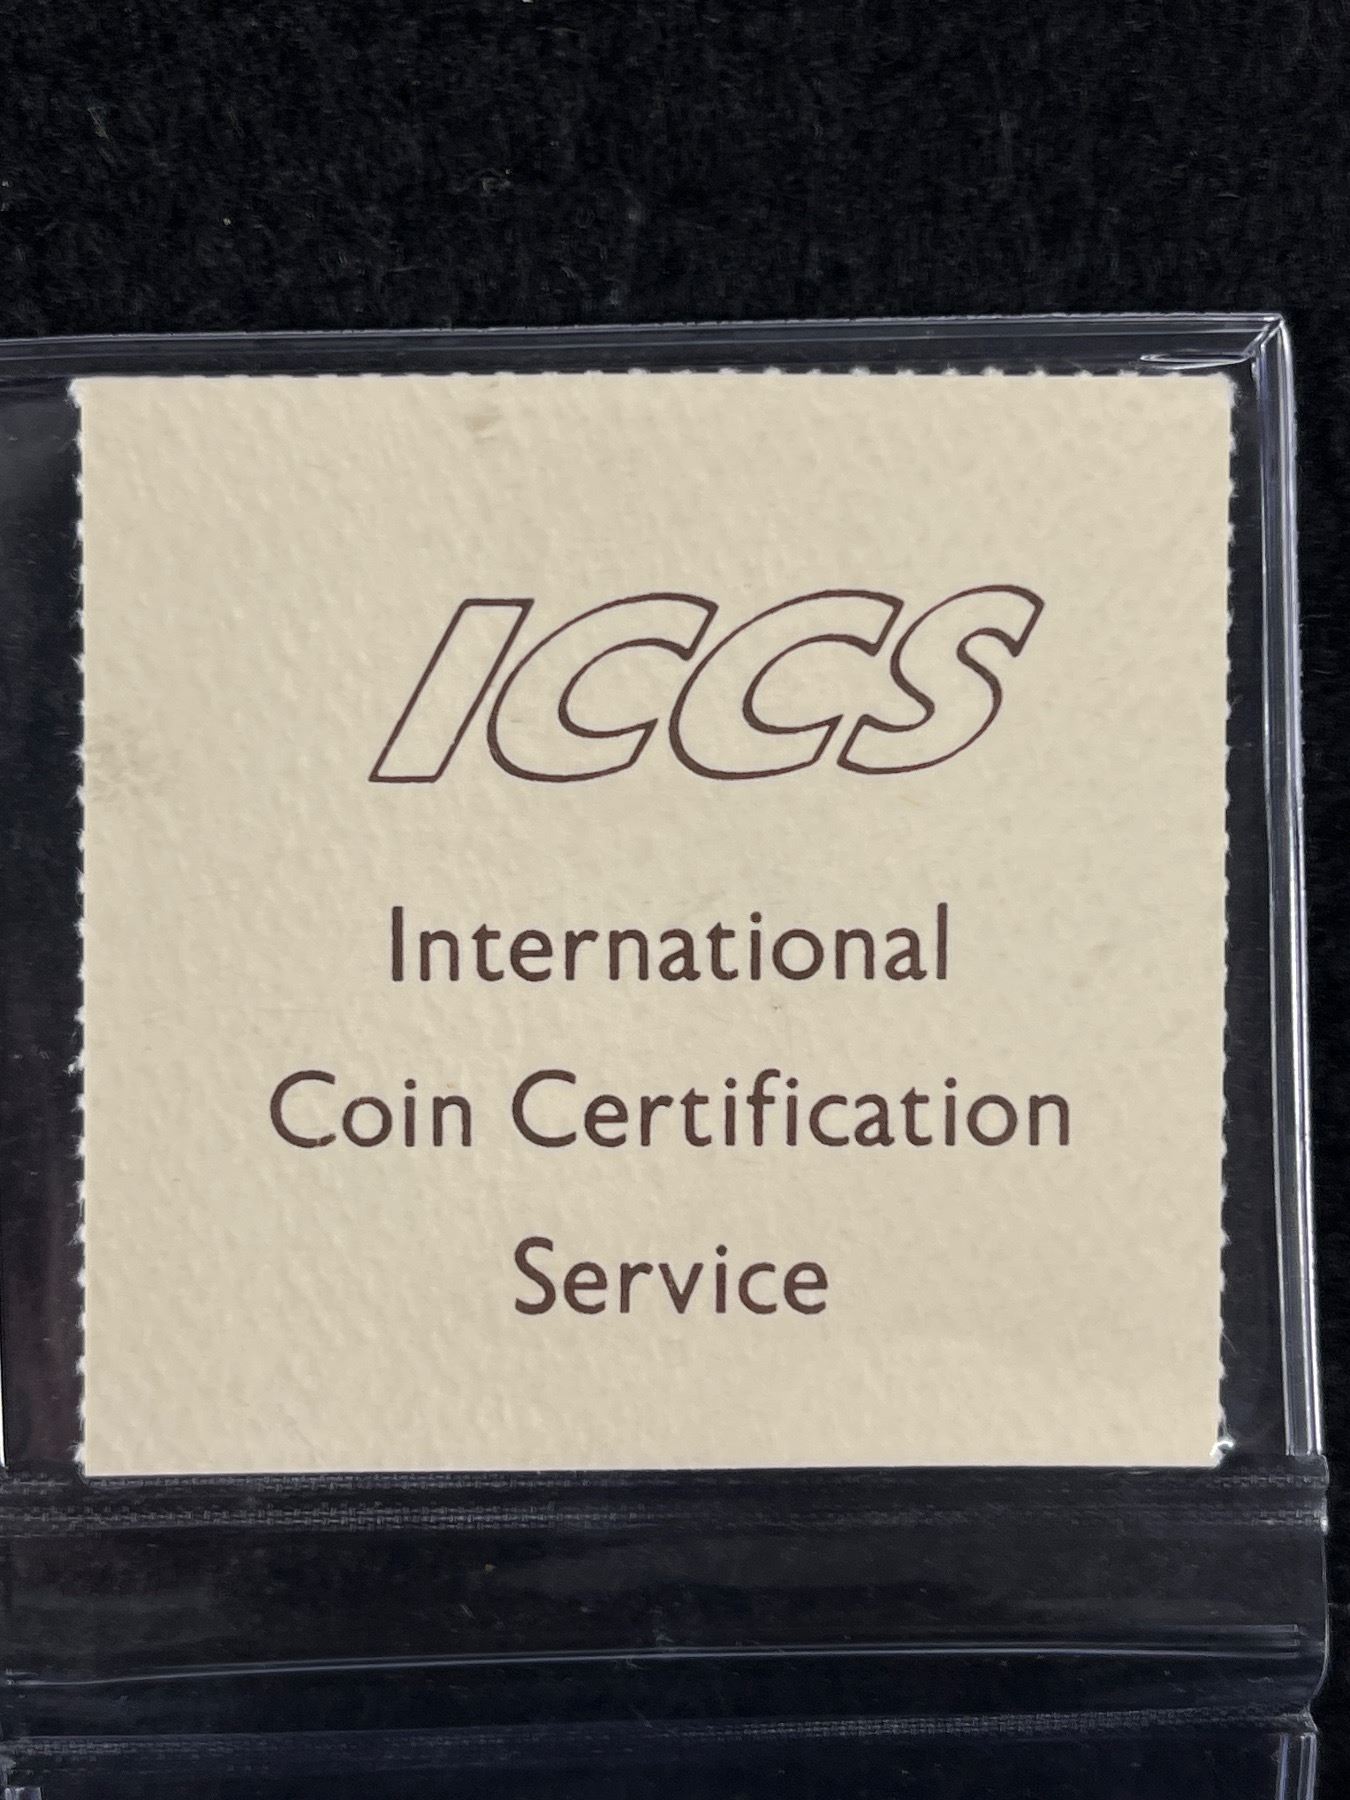 ICCS
International
Coin Certification
Service